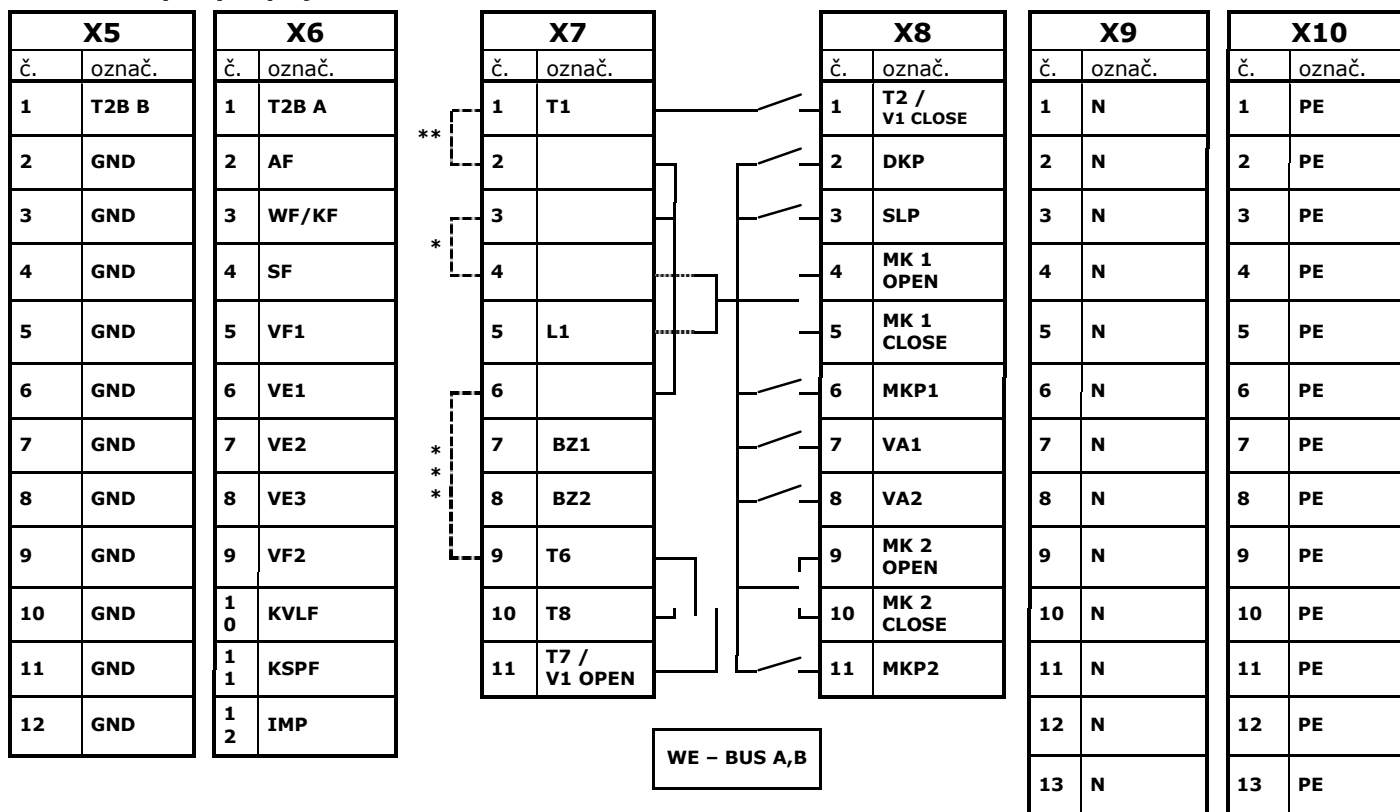 X5
č. označ.
1 T2B B
2 GND
3 GND
4 GND
5 GND
6 GND
7 GND
8 GND
9 GND
10 GND
11 GND
12 GND
X6
č. označ.
1 T2B A
2 AF
3 WF/KF
4 SF
5 VF1
6 VE1
7 VE2
8 VE3
9 VF2
1
0
KVLF
1
1
KSPF
1
2
IMP
**
*
*
*
*
X7
č. označ.
1 T1
2
3
4
5 L1
6
7 BZ1
8 BZ2
9 T6
10 T8
11
T7 /
V1 OPEN
X8
č. označ.
1
T2 /
V1 CLOSE
2 DKP
3 SLP
4
MK 1
OPEN
5
MK 1
CLOSE
6 MKP1
7 VA1
8 VA2
9
MK 2
OPEN
10
MK 2
CLOSE
11 MKP2
WE – BUS A,B
X9
č. označ.
1 N
2 N
3 N
4 N
5 N
6 N
7 N
8 N
9 N
10 N
11 N
12 N
13 N
X10
č. označ.
1 PE
2 PE
3 PE
4 PE
5 PE
6 PE
7 PE
8 PE
9 PE
10 PE
11 PE
12 PE
13 PE